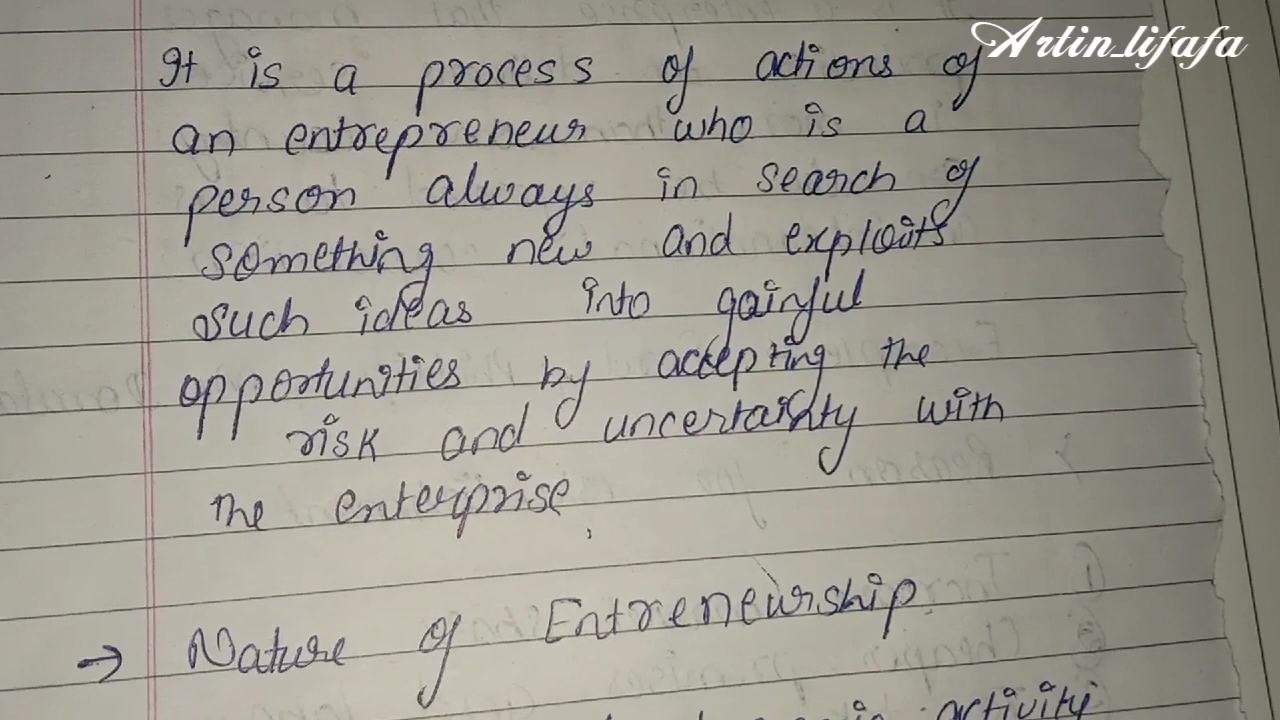 Artin_lifafa
It is a process of actions of
an entrepreneur who is a
person always in search of
something new and exploits
such ideas into gainful
opportunities by accepting the
risk and uncertainty with
the enterprise.
→ Nature of Entreneurship
activity